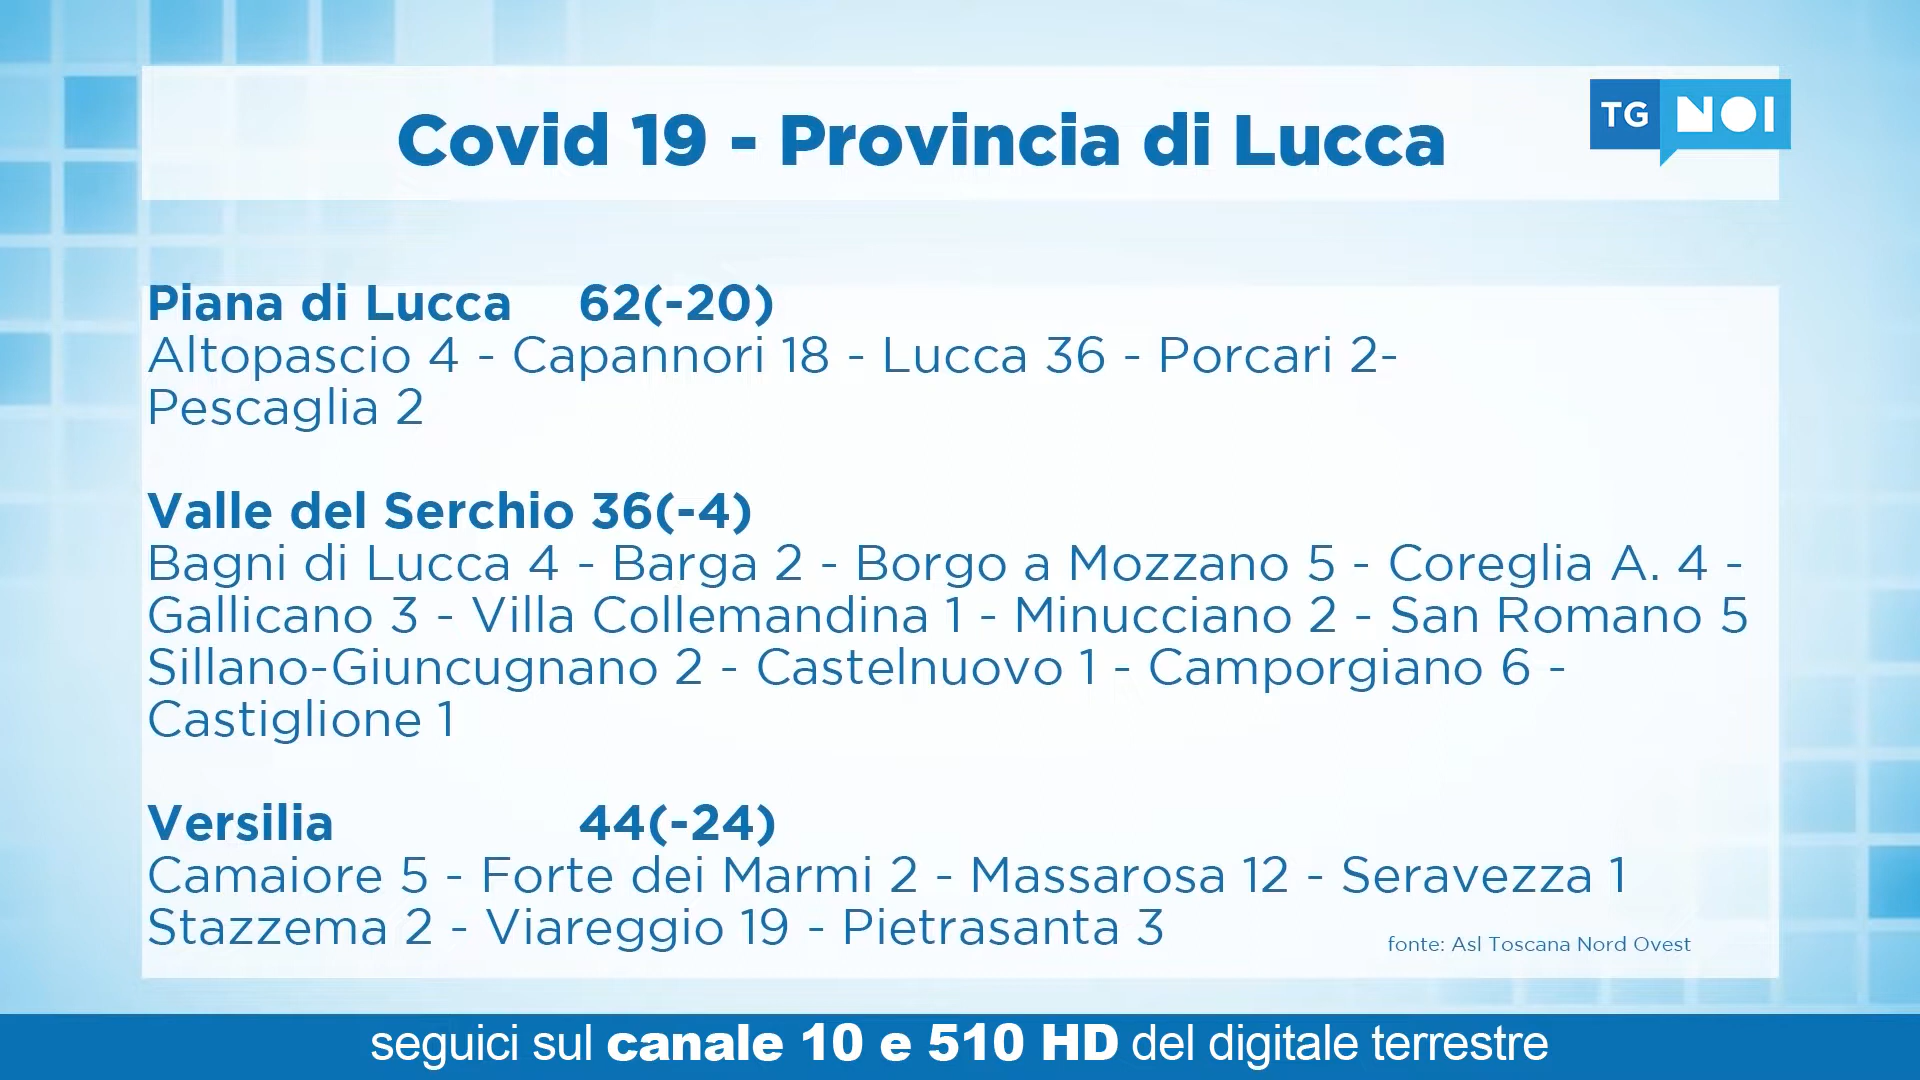 Covid 19 - Provincia di Lucca
TG NOI
Piana di Lucca 62(-20)
Altopascio 4 - Capannori 18 - Lucca 36 - Porcari 2-
Pescaglia 2
Valle del Serchio 36(-4)
Bagni di Lucca 4 - Barga 2 - Borgo a Mozzano 5 - Coreglia A. 4 -
Gallicano 3 - Villa Collemandina 1 - Minucciano 2 - San Romano 5
Sillano-Giuncugnano 2 - Castelnuovo 1 - Camporgiano 6 -
Castiglione 1
Versilia 44(-24)
Camaiore 5 - Forte dei Marmi 2 - Massarosa 12 - Seravezza 1
Stazzema 2 - Viareggio 19 - Pietrasanta 3
fonte: Asl Toscana Nord Ovest
seguici sul canale 10 e 510 HD del digitale terrestre